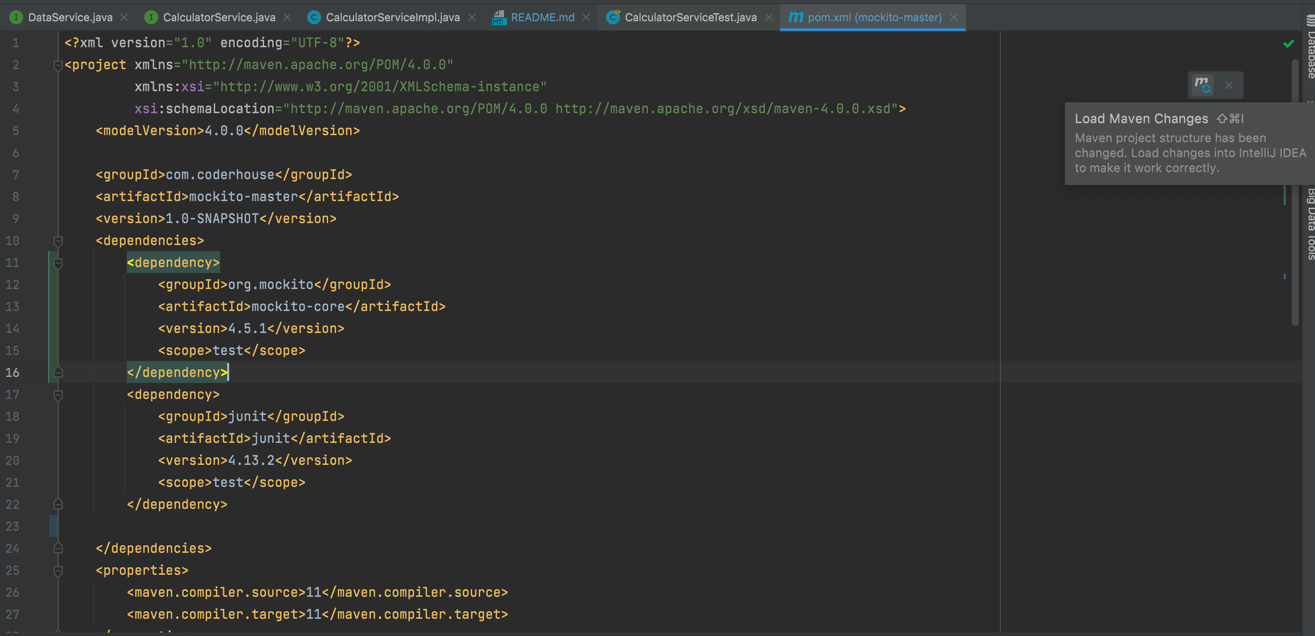 DataService.java
CalculatorService.java
CalculatorServiceImpl.java
MD
README.md
CalculatorServiceTest.java
m pom.xml (mockito-master)
1 <?xml version="1.0" encoding="UTF-8"?>
2 <project xmlns="http://maven.apache.org/POM/4.0.0"
3 xmlns:xsi="http://www.w3.org/2001/XMLSchema-instance"
4 xsi:schemaLocation="http://maven.apache.org/POM/4.0.0 http://maven.apache.org/xsd/maven-4.0.0.xsd">
5 <modelVersion>4.0.0</modelVersion>
6
7 <groupId>com.coderhouse</groupId>
8 <artifactId>mockito-master</artifactId>
9 <version>1.0-SNAPSHOT</version>
10 <dependencies>
11 <dependency>
12 <groupId>org.mockito</groupId>
13 <artifactId>mockito-core</artifactId>
14 <version>4.5.1</version>
15 <scope>test</scope>
16 </dependency>
17 <dependency>
18 <groupId>junit</groupId>
19 <artifactId>junit</artifactId>
20 <version>4.13.2</version>
21 <scope>test</scope>
22 </dependency>
23
24 </dependencies>
25 <properties>
26 <maven.compiler.source>11</maven.compiler.source>
27 <maven.compiler.target>11</maven.compiler.target>
m
Load Maven Changes ⇧⌘I
Maven project structure has been
changed. Load changes into IntelliJ IDEA
to make it work correctly.
Database
Big Data Tools